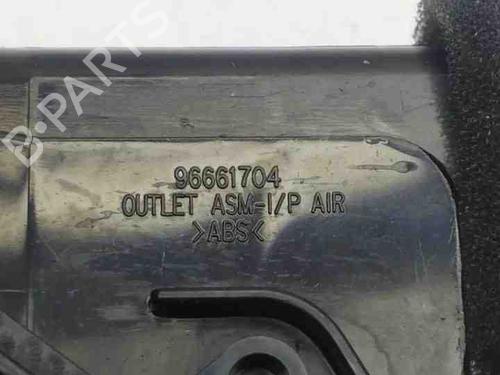 B-PARTS
96661704
OUTLET ASM-I/P AIR
>ABS<